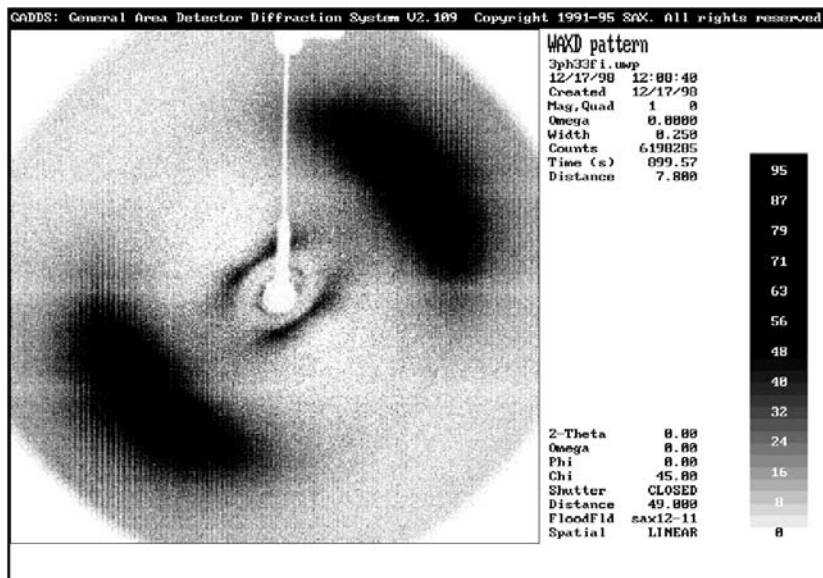 GADDS: General Area Detector Diffraction System V2.109 Copyright 1991-95 SAX. All rights reserved
WAXD pattern
3ph33fi.uwp
12/17/98 12:08:40
Created 12/17/98
Mag,Quad 1 0
Omega 0.0000
Width 0.250
Counts 6198285
Time (s) 899.57
Distance 7.800
95
87
79
71
63
56
48
40
32
24
16
8
0
2-Theta 0.00
Omega 0.00
Phi 0.00
Chi 45.00
Shutter CLOSED
Distance 49.000
FloodFld sax12-11
Spatial LINEAR